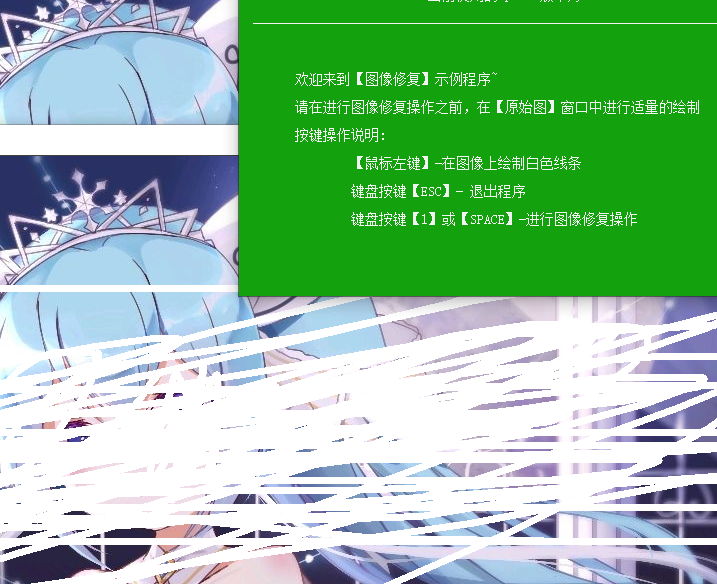 欢迎来到【图像修复】示例程序~
请在进行图像修复操作之前，在【原始图】窗口中进行适量的绘制
按键操作说明:
【鼠标左键】-在图像上绘制白色线条
键盘按键【ESC】- 退出程序
键盘按键【1】或【SPACE】-进行图像修复操作